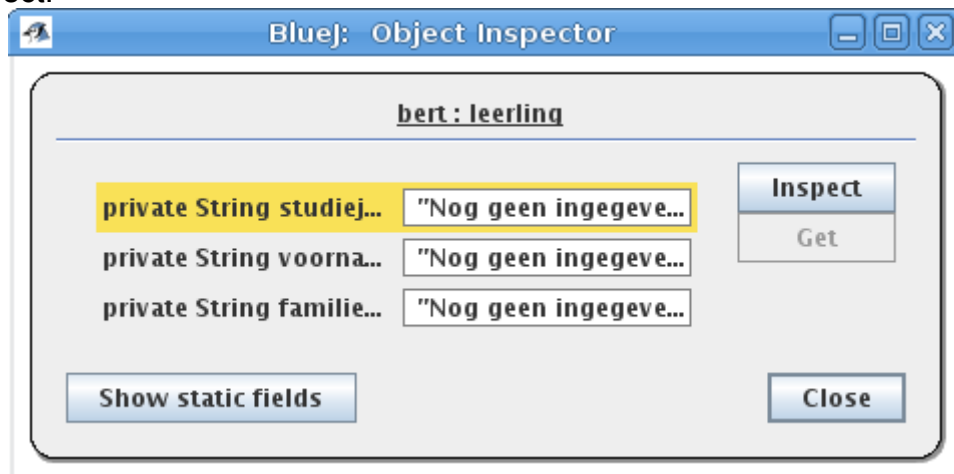 BlueJ: Object Inspector
bert : leerling
private String studiej... "Nog geen ingegeve...
Inspect
private String voorna... "Nog geen ingegeve...
Get
private String familie... "Nog geen ingegeve...
Show static fields
Close